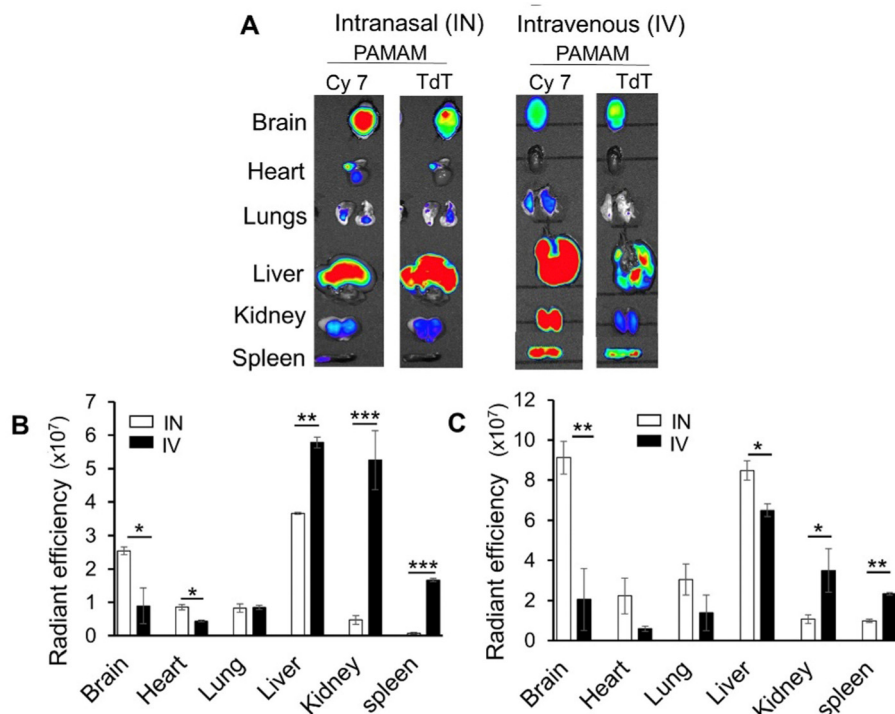 A Intranasal (IN) Intravenous (IV)
PAMAM PAMAM
Cy 7 TdT Cy 7 TdT
Brain
Heart
Lungs
Liver
Kidney
Spleen
B
Radiant efficiency (x10⁷)
7
6
5
4
3
2
1
0
IN
IV
*
*
**
***
***
Brain Heart Lung Liver Kidney spleen
C
Radiant efficiency (x10⁷)
12
10
8
6
4
2
0
IN
IV
**
*
*
**
Brain Heart Lung Liver Kidney spleen